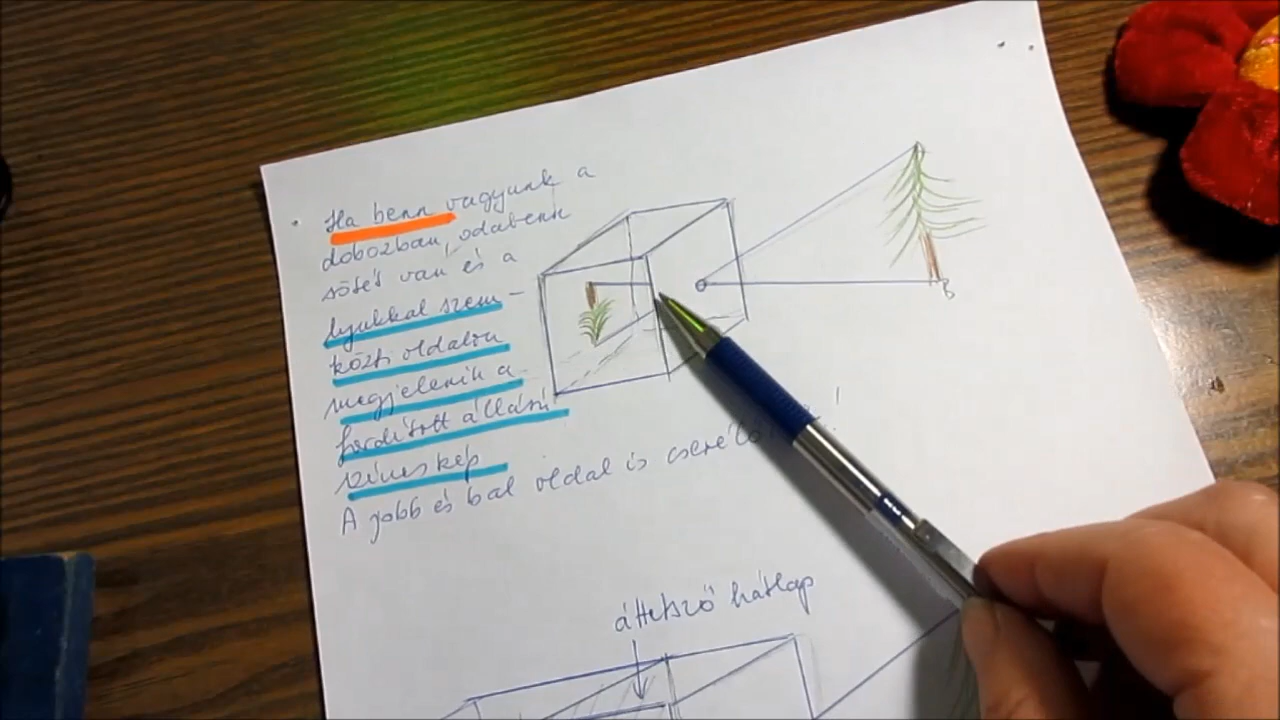 • Ha benn vagyunk a
dobozban, odabenn
sötét van és a
lyukkal szem-
közti oldalon
megjelenik a
fordított állású
színes kép
A jobb és bal oldal is !
B
áttetsző hátlap